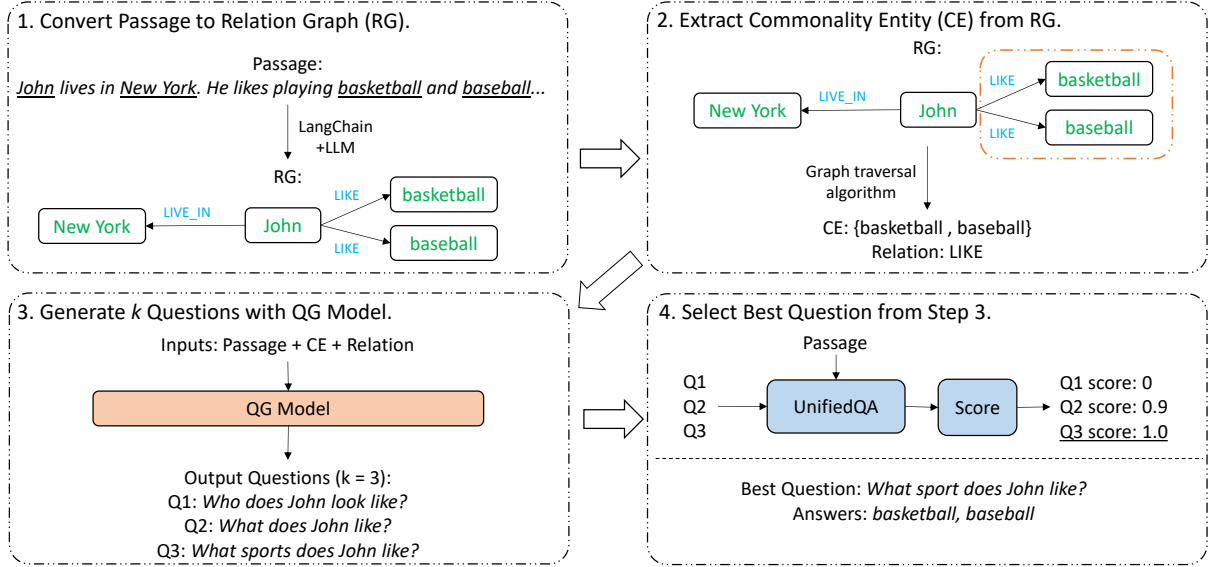 1. Convert Passage to Relation Graph (RG).
Passage:
John lives in New York. He likes playing basketball and baseball...
LangChain
+LLM
RG:
New York
LIVE_IN
John
LIKE
LIKE
basketball
baseball
2. Extract Commonality Entity (CE) from RG.
RG:
New York
LIVE_IN
John
LIKE
LIKE
basketball
baseball
Graph traversal
algorithm
CE: {basketball , baseball}
Relation: LIKE
3. Generate k Questions with QG Model.
Inputs: Passage + CE + Relation
QG Model
Output Questions (k = 3):
Q1: Who does John look like?
Q2: What does John like?
Q3: What sports does John like?
4. Select Best Question from Step 3.
Passage
Q1
Q2
Q3
UnifiedQA
Score
Q1 score: 0
Q2 score: 0.9
Q3 score: 1.0
Best Question: What sport does John like?
Answers: basketball, baseball